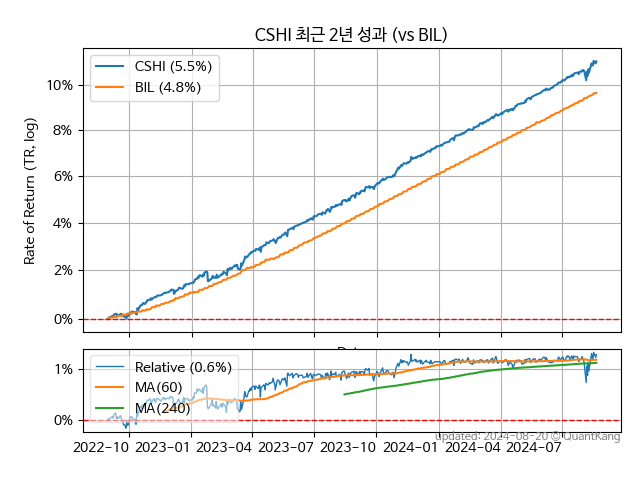 CSHI 최근 2년 성과 (vs BIL)
CSHI (5.5%)
BIL (4.8%)
Rate of Return (TR, log)
10%
8%
6%
4%
2%
0%
Relative (0.6%)
MA(60)
MA(240)
1%
0%
2022-10 2023-01 2023-04 2023-07 2023-10 2024-01 2024-04 2024-07
updated: 2024-08-20 © QuantKang